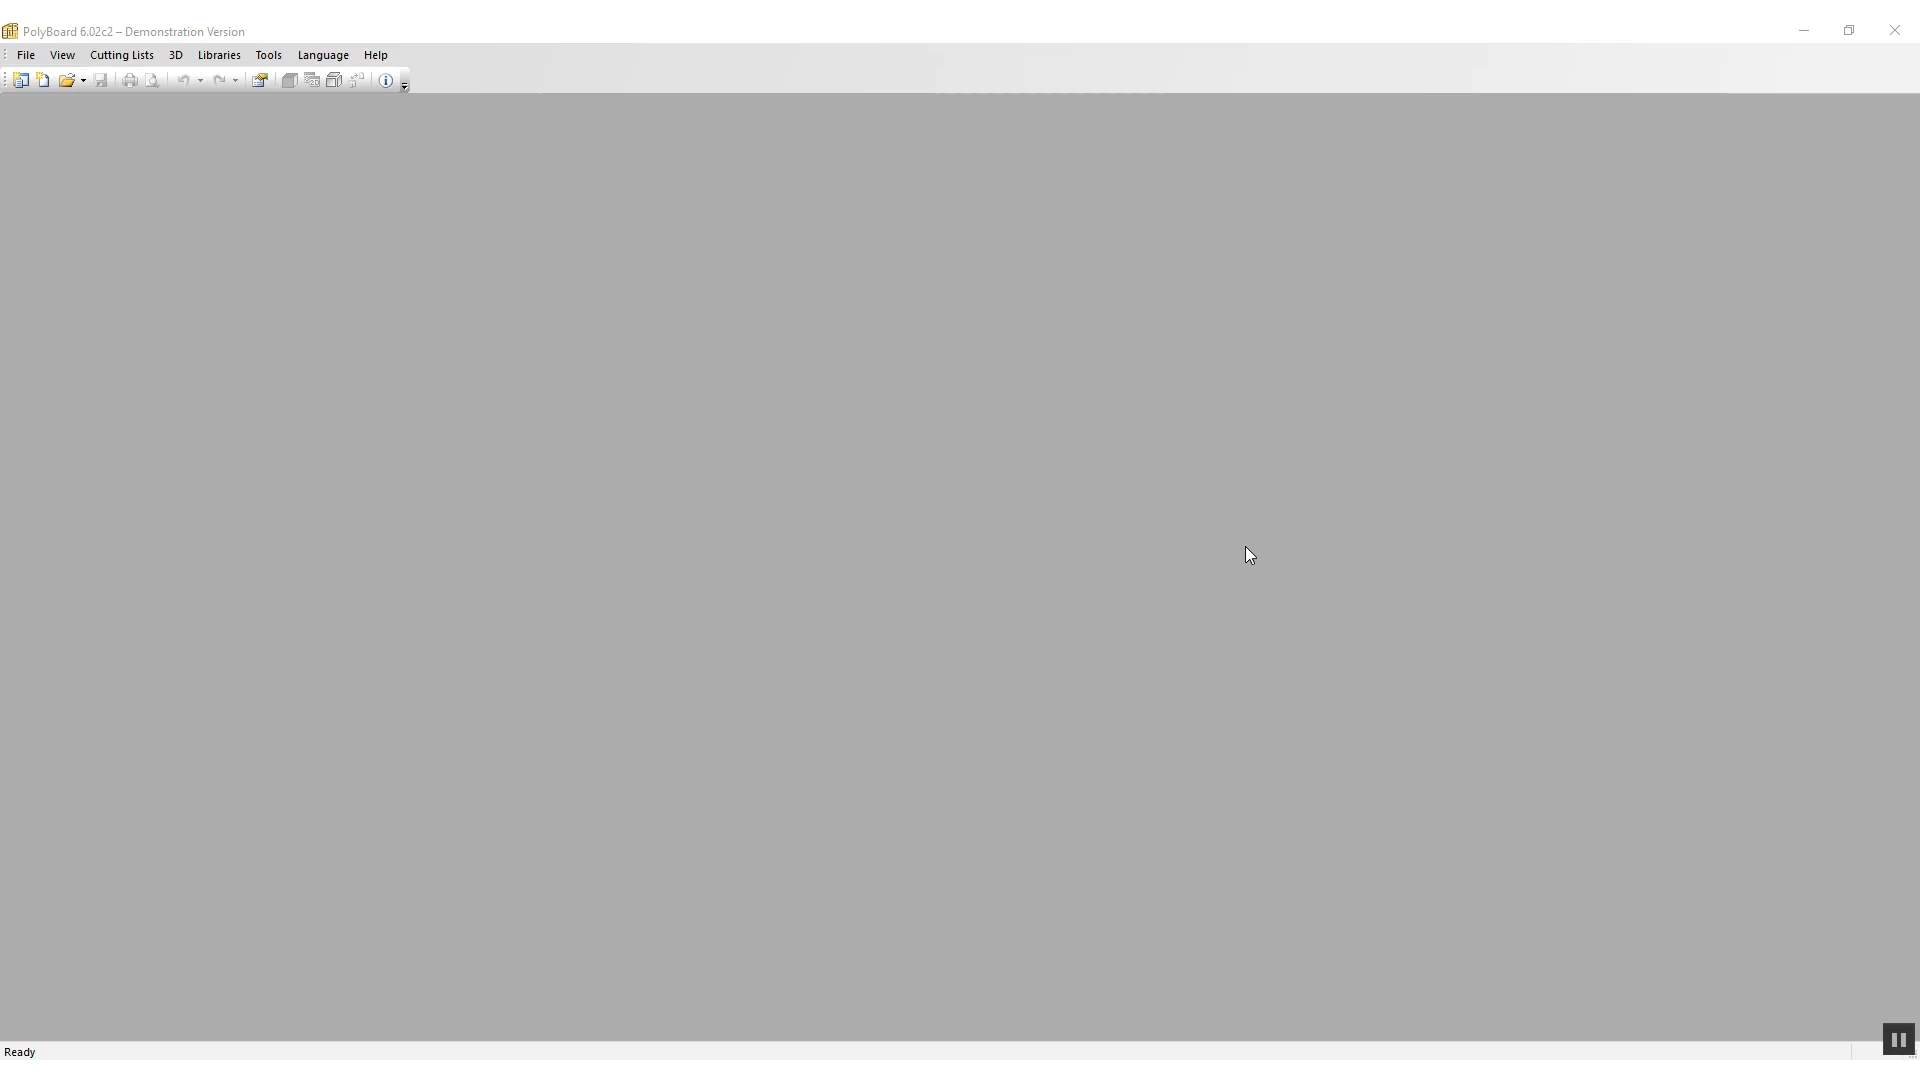 PolyBoard 6.02c2 – Demonstration Version
File View Cutting Lists 3D Libraries Tools Language Help
Ready